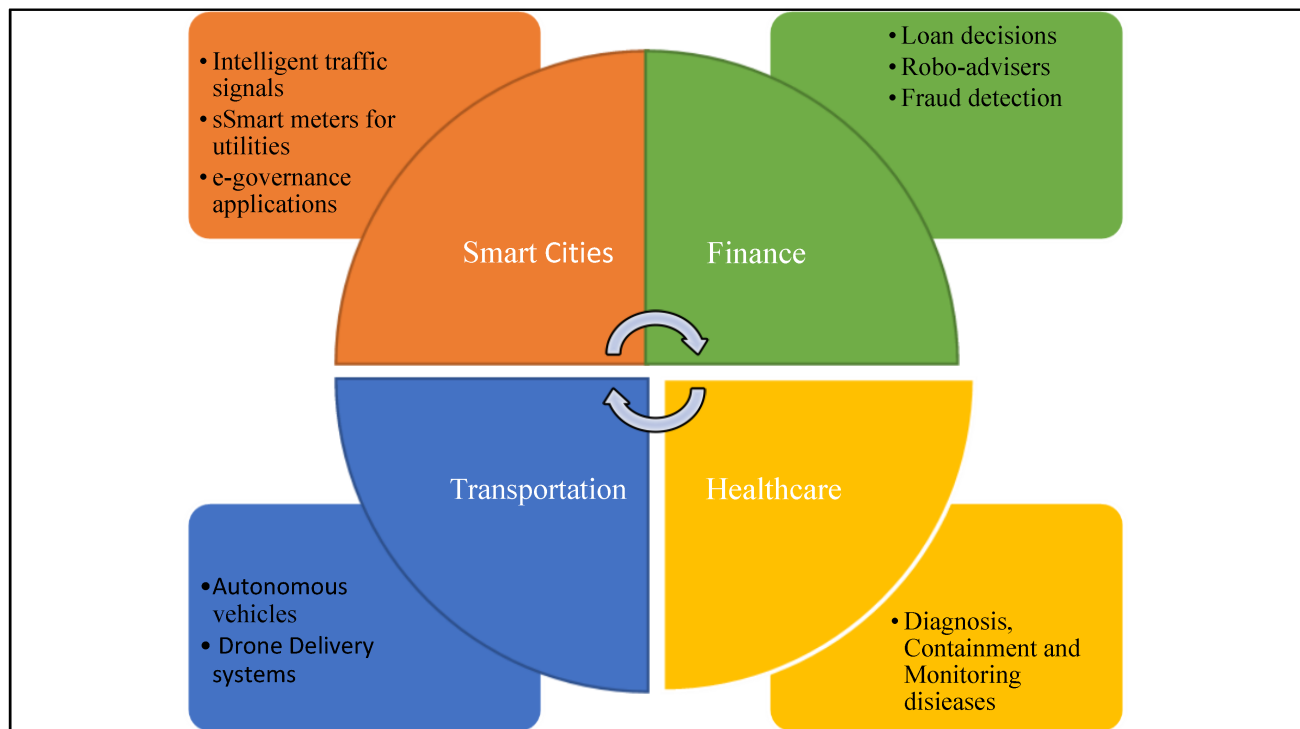 • Intelligent traffic
signals
• sSmart meters for
utilities
• e-governance
applications
• Loan decisions
• Robo-advisers
• Fraud detection
Smart Cities
Finance
Transportation
Healthcare
•Autonomous
vehicles
• Drone Delivery
systems
• Diagnosis,
Containment and
Monitoring
disieases